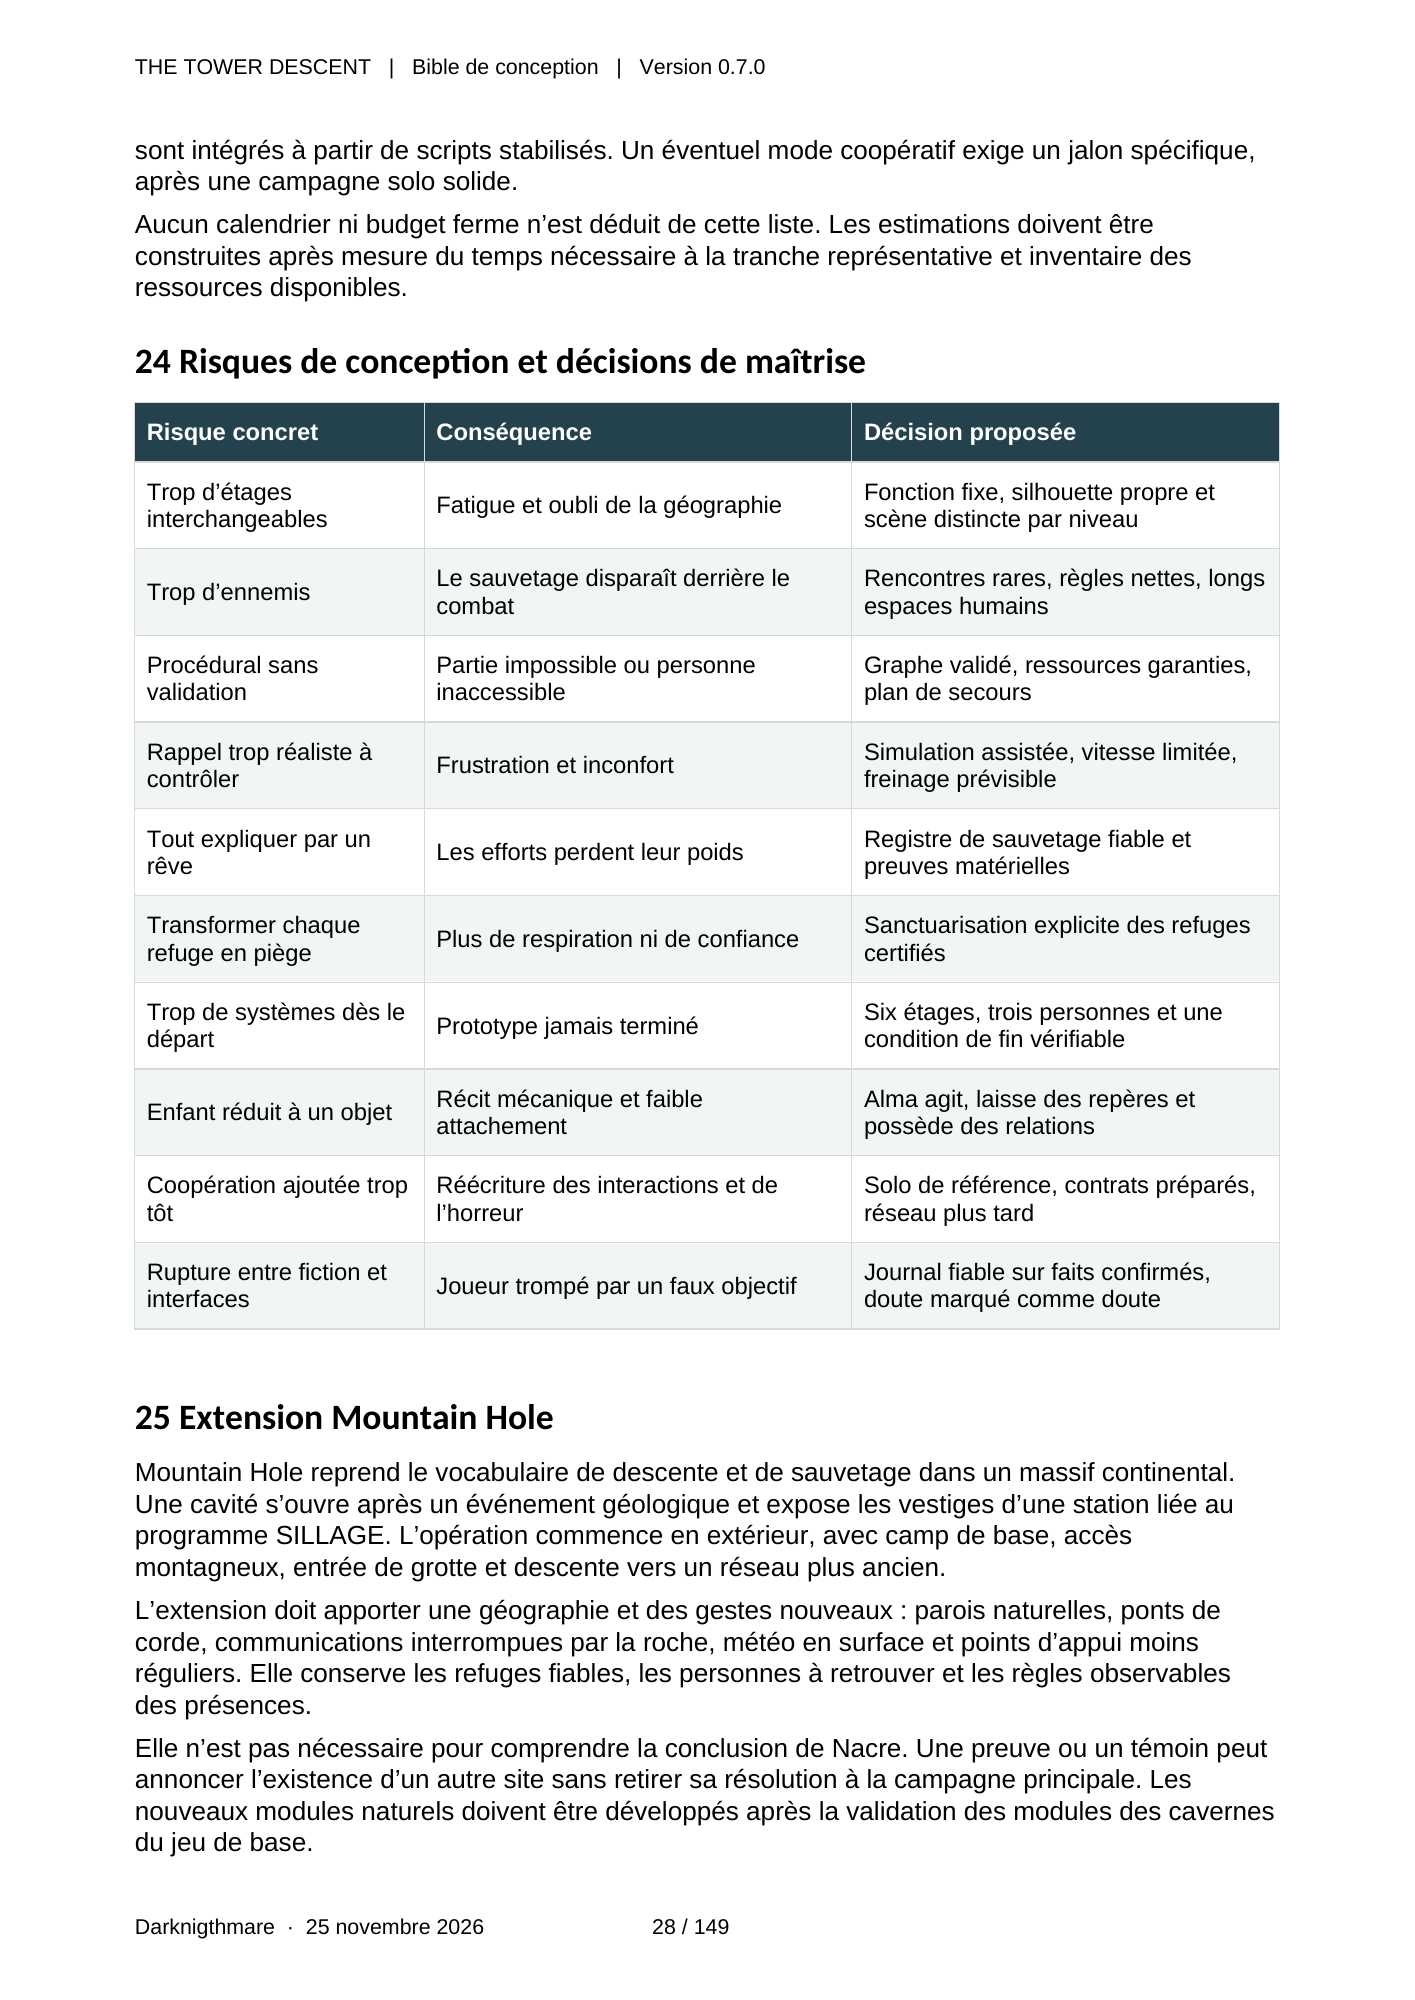 THE TOWER DESCENT | Bible de conception | Version 0.7.0
sont intégrés à partir de scripts stabilisés. Un éventuel mode coopératif exige un jalon spécifique,
après une campagne solo solide.
Aucun calendrier ni budget ferme n’est déduit de cette liste. Les estimations doivent être
construites après mesure du temps nécessaire à la tranche représentative et inventaire des
ressources disponibles.
24 Risques de conception et décisions de maîtrise
Risque concret
Conséquence
Décision proposée
Trop d’étages
interchangeables
Fatigue et oubli de la géographie
Fonction fixe, silhouette propre et
scène distincte par niveau
Trop d’ennemis
Le sauvetage disparaît derrière le
combat
Rencontres rares, règles nettes, longs
espaces humains
Procédural sans
validation
Partie impossible ou personne
inaccessible
Graphe validé, ressources garanties,
plan de secours
Rappel trop réaliste à
contrôler
Frustration et inconfort
Simulation assistée, vitesse limitée,
freinage prévisible
Tout expliquer par un
rêve
Les efforts perdent leur poids
Registre de sauvetage fiable et
preuves matérielles
Transformer chaque
refuge en piège
Plus de respiration ni de confiance
Sanctuarisation explicite des refuges
certifiés
Trop de systèmes dès le
départ
Prototype jamais terminé
Six étages, trois personnes et une
condition de fin vérifiable
Enfant réduit à un objet
Récit mécanique et faible
attachement
Alma agit, laisse des repères et
possède des relations
Coopération ajoutée trop
tôt
Réécriture des interactions et de
l’horreur
Solo de référence, contrats préparés,
réseau plus tard
Rupture entre fiction et
interfaces
Joueur trompé par un faux objectif
Journal fiable sur faits confirmés,
doute marqué comme doute
25 Extension Mountain Hole
Mountain Hole reprend le vocabulaire de descente et de sauvetage dans un massif continental.
Une cavité s’ouvre après un événement géologique et expose les vestiges d’une station liée au
programme SILLAGE. L’opération commence en extérieur, avec camp de base, accès
montagneux, entrée de grotte et descente vers un réseau plus ancien.
L’extension doit apporter une géographie et des gestes nouveaux : parois naturelles, ponts de
corde, communications interrompues par la roche, météo en surface et points d’appui moins
réguliers. Elle conserve les refuges fiables, les personnes à retrouver et les règles observables
des présences.
Elle n’est pas nécessaire pour comprendre la conclusion de Nacre. Une preuve ou un témoin peut
annoncer l’existence d’un autre site sans retirer sa résolution à la campagne principale. Les
nouveaux modules naturels doivent être développés après la validation des modules des cavernes
du jeu de base.
Darknigthmare · 25 novembre 2026
28 / 149